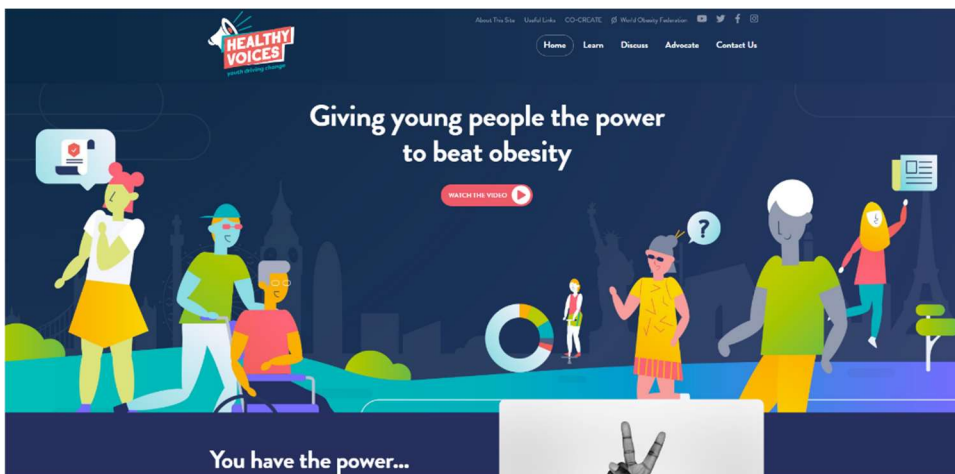 HEALTHY
VOICES
youth driving change
About This Site Useful Links CO-CREATE World Obesity Federation
Home Learn Discuss Advocate Contact Us
Giving young people the power
to beat obesity
WATCH THE VIDEO
?
You have the power...